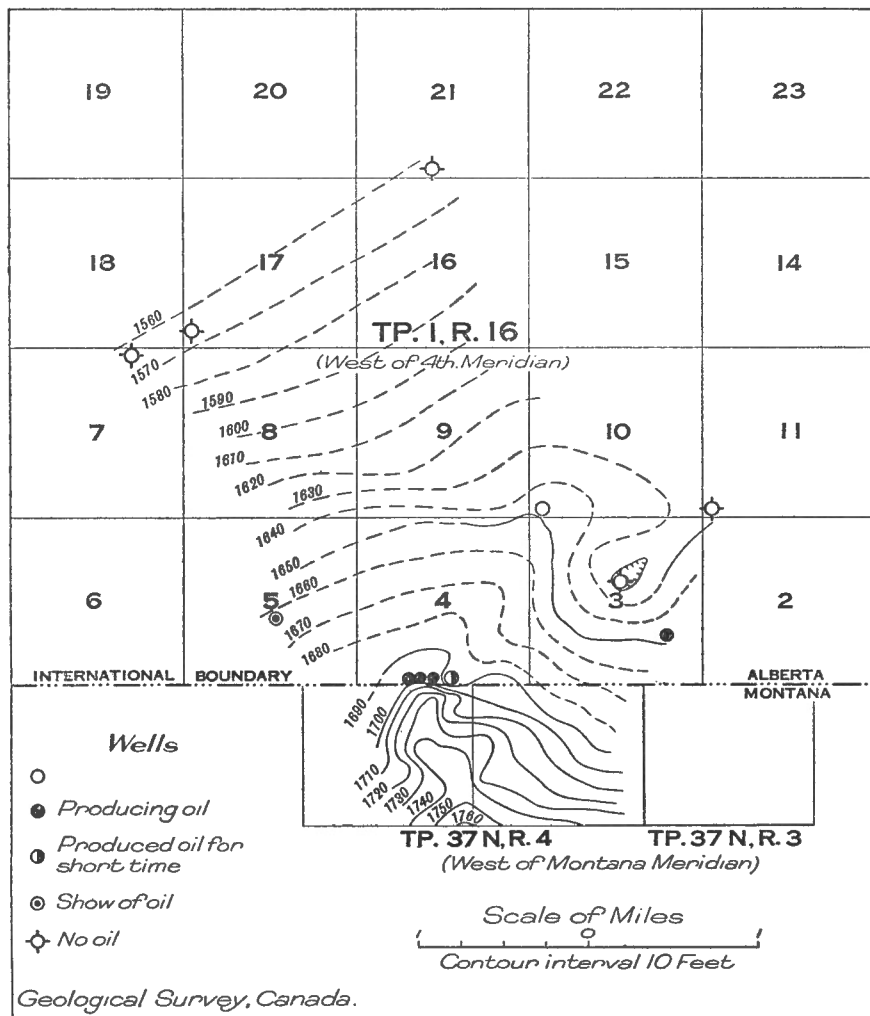 19 20 21 22 23
18 17 16 15 14
TP. 1, R. 16
(West of 4th. Meridian)
7 8 9 10 11
6 5 4 3 2
1560
1570
1580
1590
1600
1610
1620
1630
1640
1650
1660
1670
1680
INTERNATIONAL BOUNDARY ALBERTA
MONTANA
1690
1700
1710
1720
1730
1740
1750
1760
TP. 37 N, R. 4 TP. 37 N, R. 3
(West of Montana Meridian)
Wells
Producing oil
Produced oil for
short time
Show of oil
No oil
Scale of Miles
1 0 1
Contour interval 10 Feet
Geological Survey, Canada.